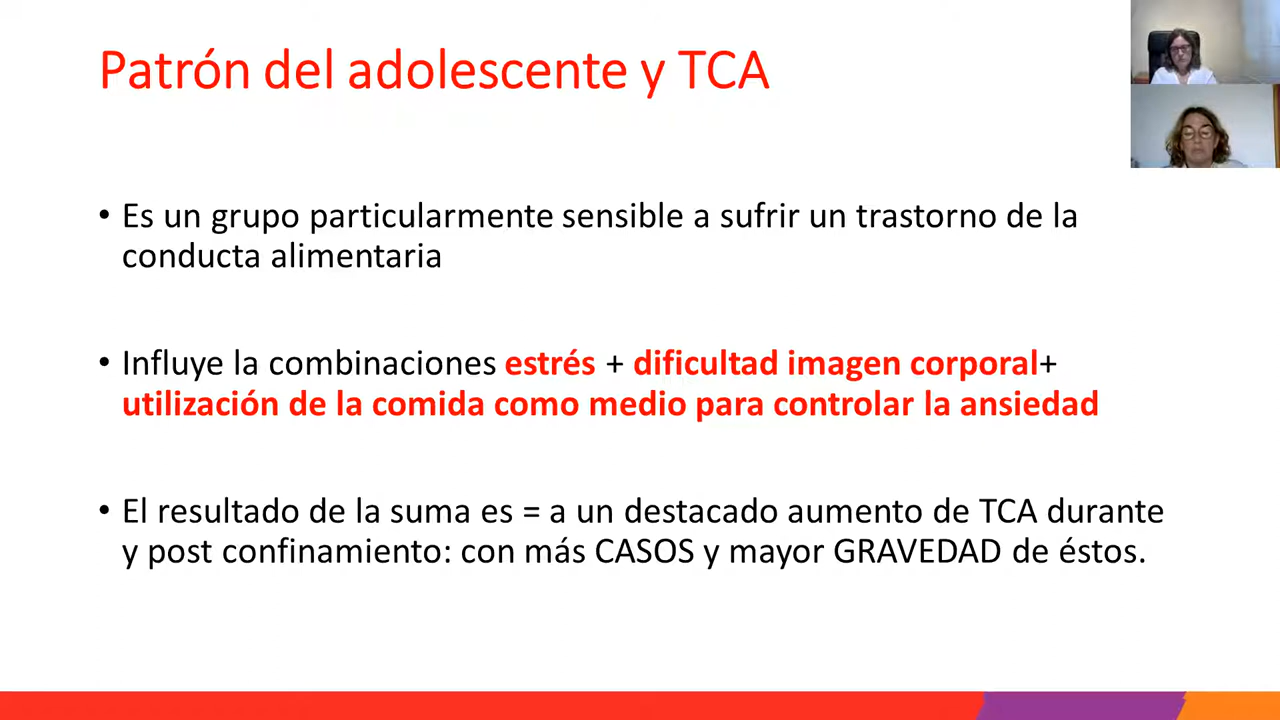 Patrón del adolescente y TCA
• Es un grupo particularmente sensible a sufrir un trastorno de la
conducta alimentaria
• Influye la combinaciones estrés + dificultad imagen corporal+
utilización de la comida como medio para controlar la ansiedad
• El resultado de la suma es = a un destacado aumento de TCA durante
y post confinamiento: con más CASOS y mayor GRAVEDAD de éstos.